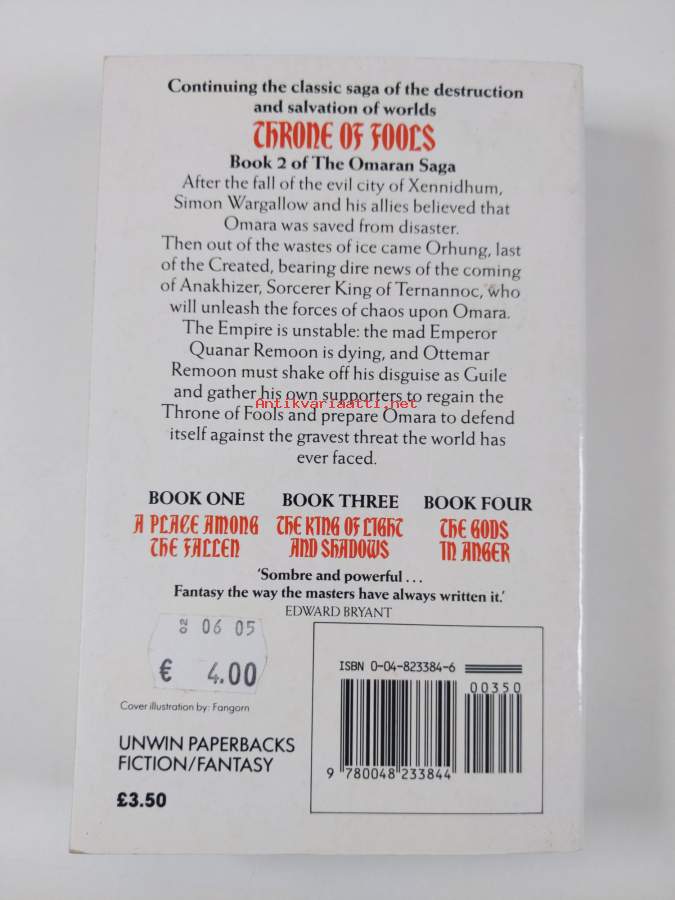 Continuing the classic saga of the destruction
and salvation of worlds
THRONE OF FOOLS
Book 2 of The Omaran Saga
After the fall of the evil city of Xennidhum,
Simon Wargallow and his allies believed that
Omara was saved from disaster.
Then out of the wastes of ice came Orhung, last
of the Created, bearing dire news of the coming
of Anakhizer, Sorcerer King of Ternannoc, who
will unleash the forces of chaos upon Omara.
The Empire is unstable: the mad Emperor
Quanar Remoon is dying, and Ottemar
Remoon must shake off his disguise as Guile
and gather his own supporters to regain the
Antikvariaatti.net
Throne of Fools and prepare Omara to defend
itself against the gravest threat the world has
ever faced.
BOOK ONE
A PLACE AMONG
THE FALLEN
BOOK THREE
THE KING OF LIGHT
AND SHADOWS
BOOK FOUR
THE GODS
IN ANGER
'Sombre and powerful . . .
Fantasy the way the masters have always written it.'
EDWARD BRYANT
02 06 05
€ 4.00
Cover illustration by: Fangorn
UNWIN PAPERBACKS
FICTION/FANTASY
£3.50
ISBN 0-04-823384-6
00350
9 780048 233844